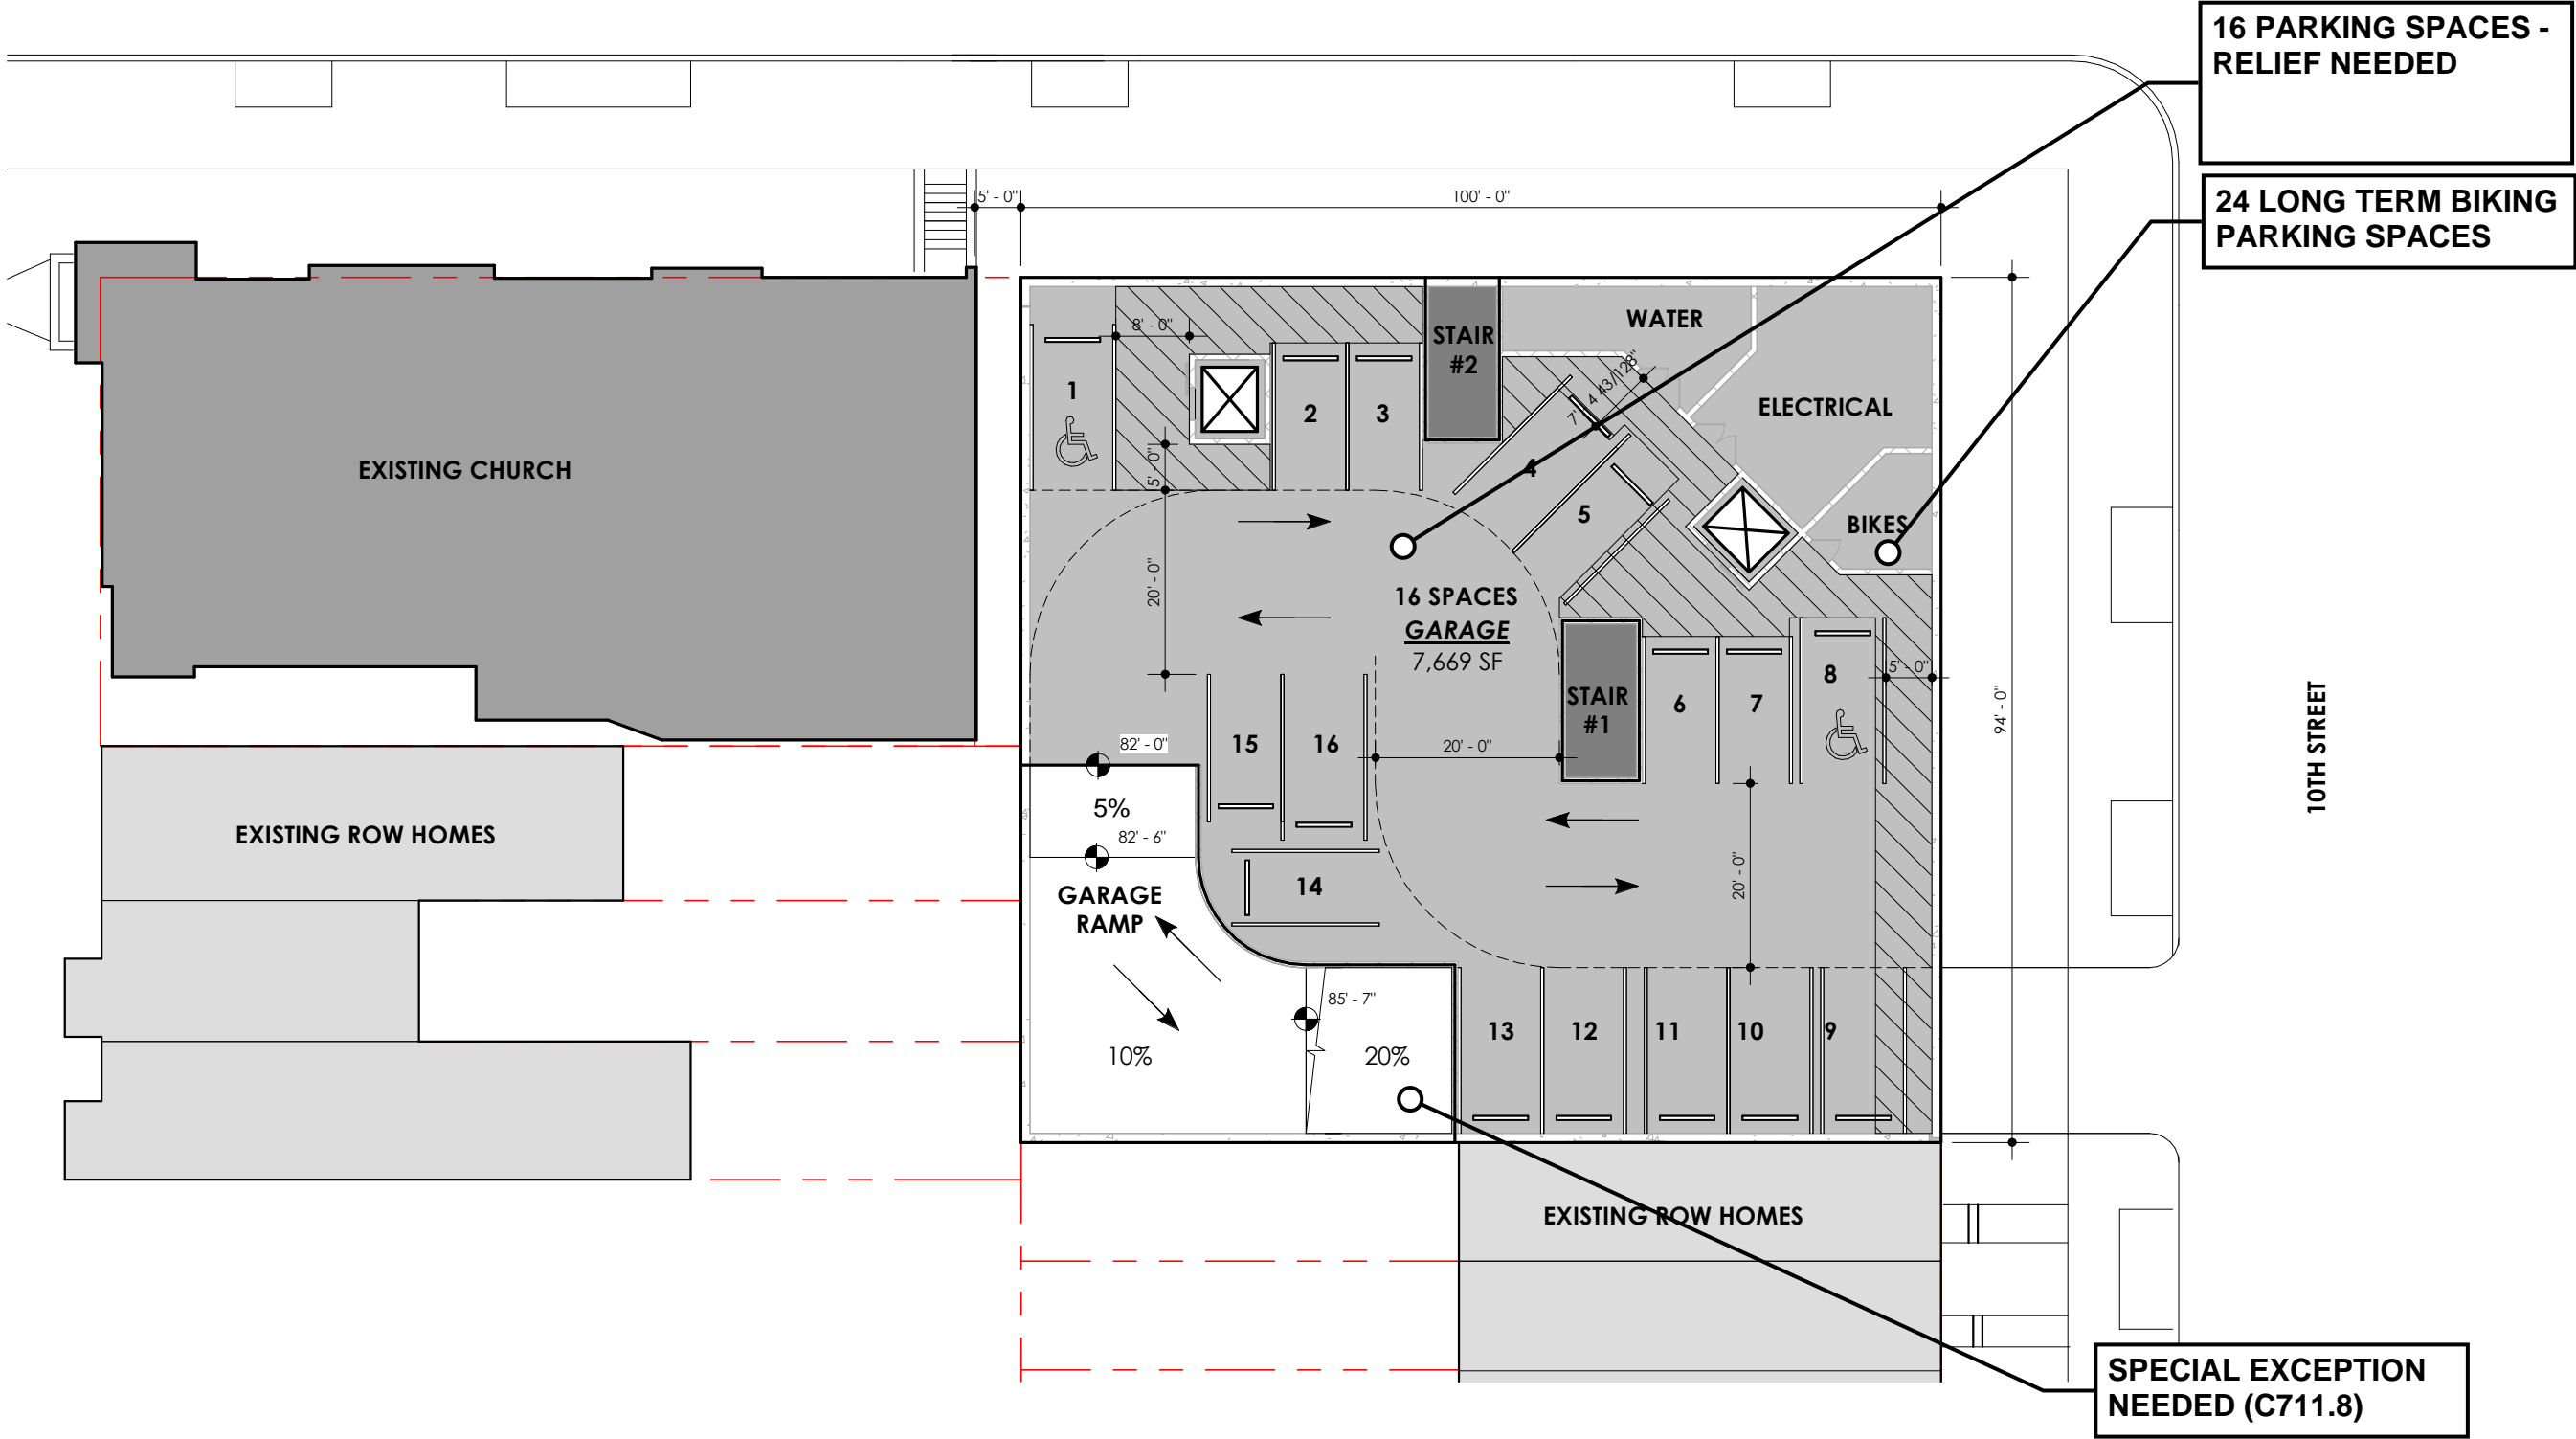 16 PARKING SPACES -
RELIEF NEEDED
24 LONG TERM BIKING
PARKING SPACES
5' - 0"
100' - 0"
8' - 0"
STAIR
#2
WATER
1
2
3
7' 4 43/128"
ELECTRICAL
EXISTING CHURCH
5' - 0"
4
5
BIKES
20' - 0"
16 SPACES
GARAGE
7,669 SF
STAIR
#1
6
7
8
5' - 0"
94' - 0"
10TH STREET
82' - 0"
15
16
20' - 0"
5%
82' - 6"
EXISTING ROW HOMES
GARAGE
RAMP
14
20' - 0"
85' - 7"
10%
20%
13
12
11
10
9
EXISTING ROW HOMES
SPECIAL EXCEPTION
NEEDED (C711.8)